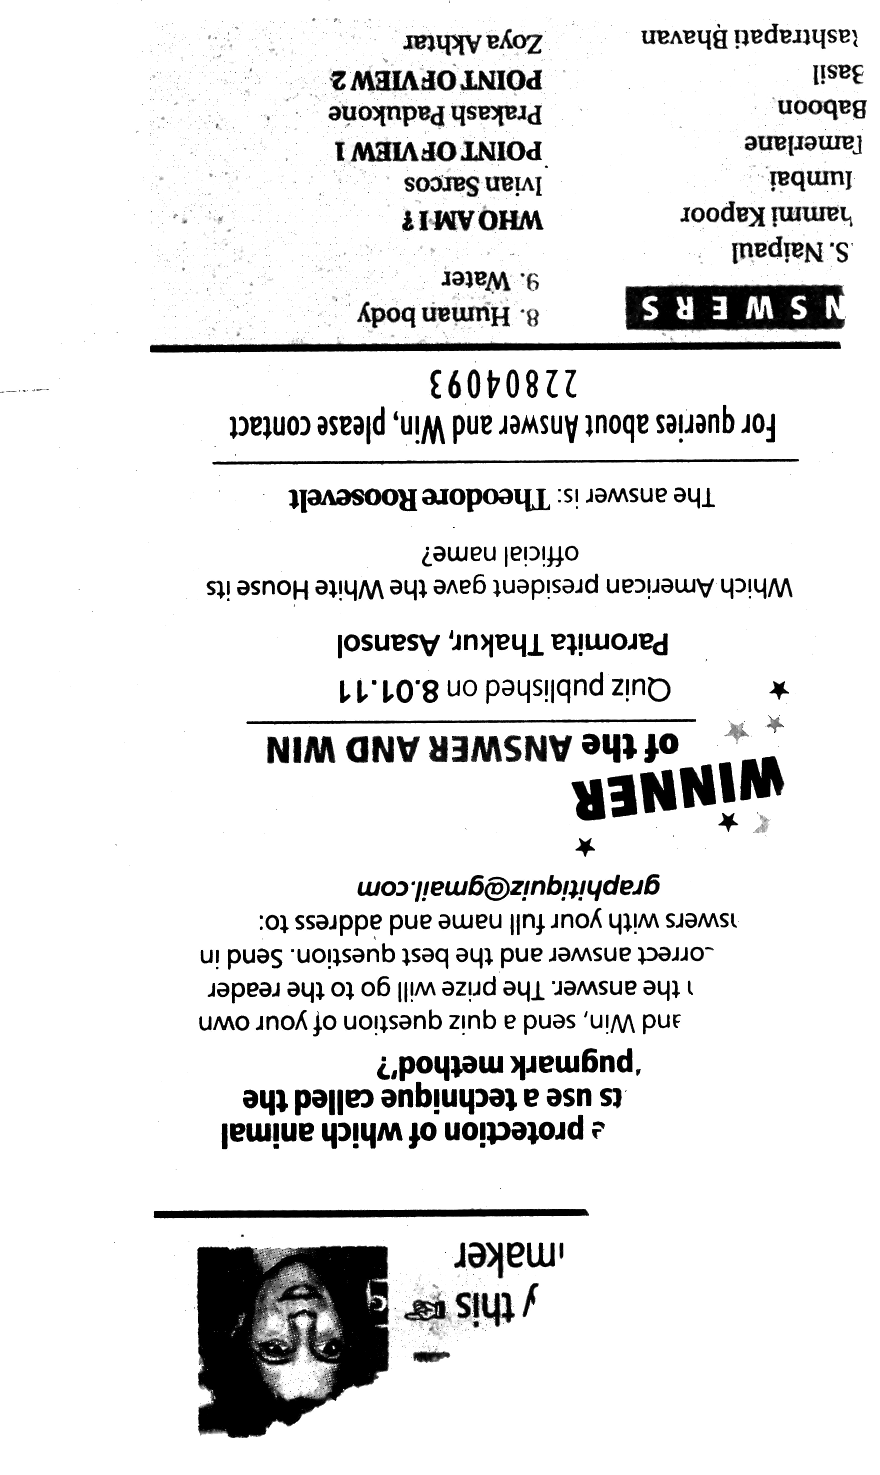 y this
maker
e protection of which animal
ts use a technique called the
'pugmark method'?
and Win, send a quiz question of your own
the answer. The prize will go to the reader
orrect answer and the best question. Send in
nswers with your full name and address to:
graphitiquiz@gmail.com
WINNER
of the ANSWER AND WIN
Quiz published on 8.01.11
Paromita Thakur, Asansol
Which American president gave the White House its
official name?
The answer is: Theodore Roosevelt
For queries about Answer and Win, please contact
22804093
NSWERS
S. Naipaul
hammi Kapoor
umbai
Tamerlane
Baboon
Basil
ashtrapati Bhavan
8. Human body
9. Water
WHO AM I?
Ivian Sarcos
POINT OF VIEW 1
Prakash Padukone
POINT OF VIEW 2
Zoya Akhtar